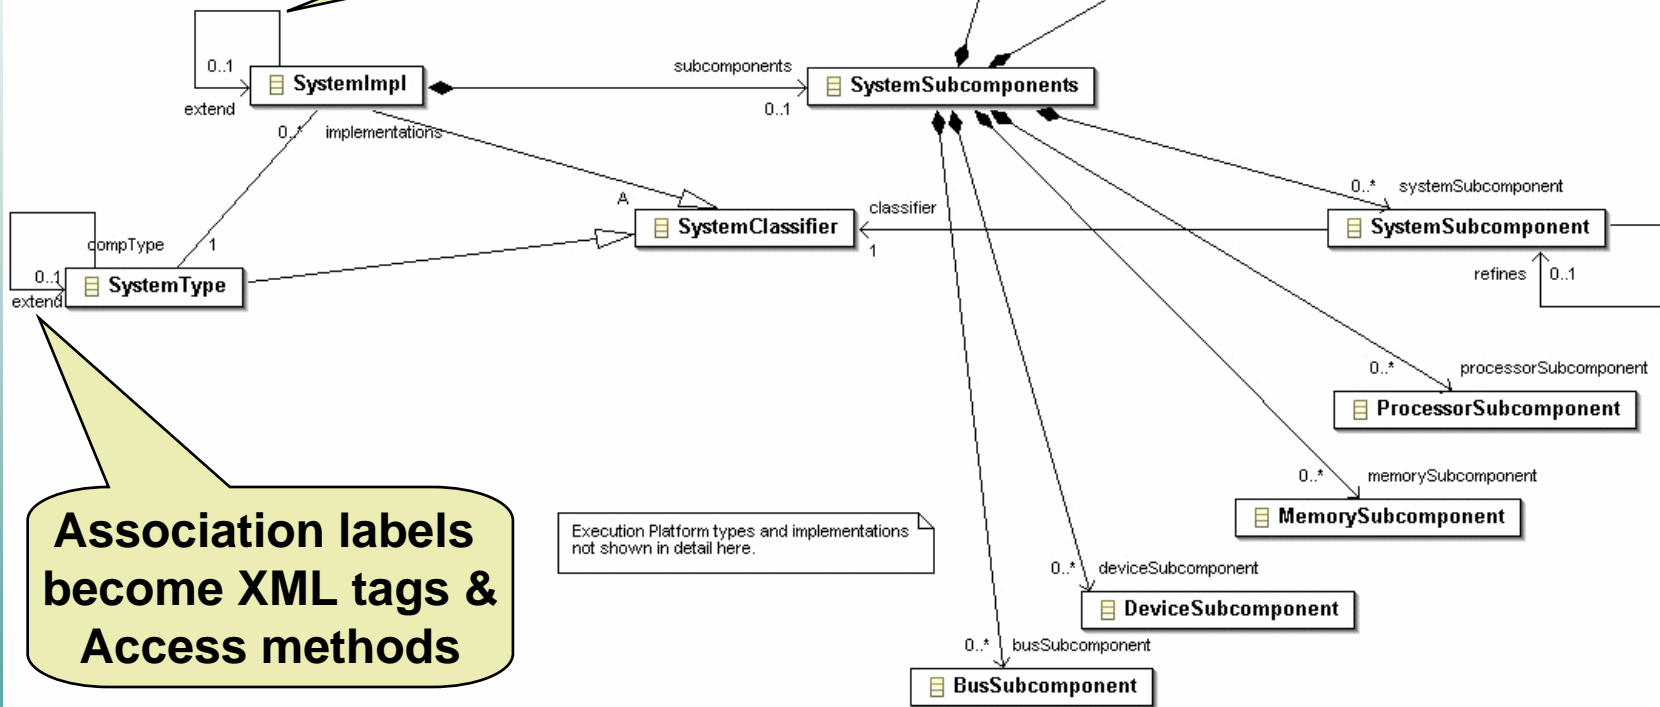 0..1
SystemImpl
extend
0..*
implementations
subcomponents
0..1
SystemSubcomponents
A
SystemClassifier
classifier
1
0..*
systemSubcomponent
SystemSubcomponent
refines
0..1
compType
1
0..1
SystemType
extend
0..*
processorSubcomponent
ProcessorSubcomponent
0..*
memorySubcomponent
MemorySubcomponent
Association labels
become XML tags &
Access methods
Execution Platform types and implementations
not shown in detail here.
0..*
deviceSubcomponent
DeviceSubcomponent
0..*
busSubcomponent
BusSubcomponent